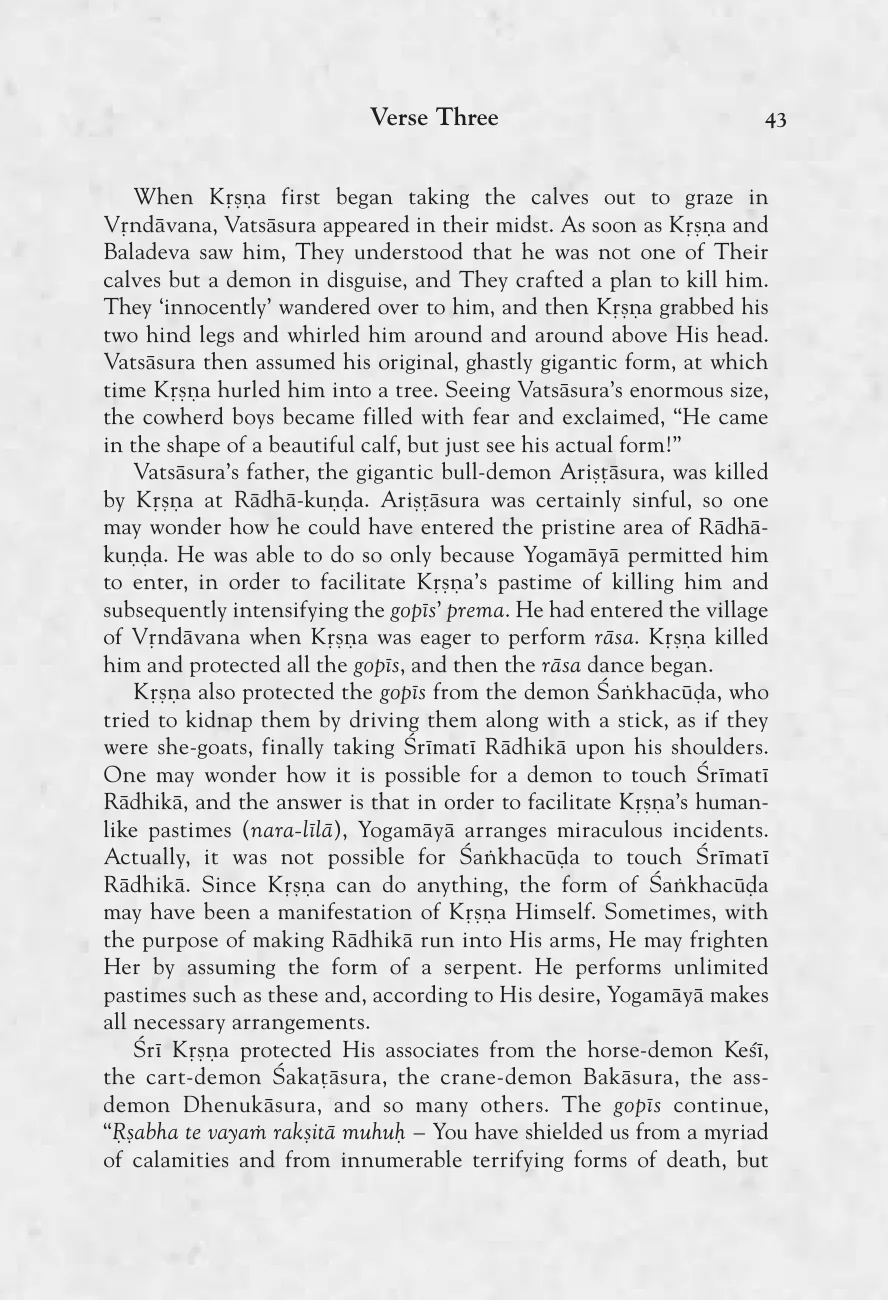 Verse Three 43
When Kṛṣṇa first began taking the calves out to graze in
Vṛndāvana, Vatsāsura appeared in their midst. As soon as Kṛṣṇa and
Baladeva saw him, They understood that he was not one of Their
calves but a demon in disguise, and They crafted a plan to kill him.
They ‘innocently’ wandered over to him, and then Kṛṣṇa grabbed his
two hind legs and whirled him around and around above His head.
Vatsāsura then assumed his original, ghastly gigantic form, at which
time Kṛṣṇa hurled him into a tree. Seeing Vatsāsura’s enormous size,
the cowherd boys became filled with fear and exclaimed, “He came
in the shape of a beautiful calf, but just see his actual form!”
Vatsāsura’s father, the gigantic bull-demon Ariṣṭāsura, was killed
by Kṛṣṇa at Rādhā-kuṇḍa. Ariṣṭāsura was certainly sinful, so one
may wonder how he could have entered the pristine area of Rādhā-
kuṇḍa. He was able to do so only because Yogamāyā permitted him
to enter, in order to facilitate Kṛṣṇa’s pastime of killing him and
subsequently intensifying the gopīs’ prema. He had entered the village
of Vṛndāvana when Kṛṣṇa was eager to perform rāsa. Kṛṣṇa killed
him and protected all the gopīs, and then the rāsa dance began.
Kṛṣṇa also protected the gopīs from the demon Śaṅkhacūḍa, who
tried to kidnap them by driving them along with a stick, as if they
were she-goats, finally taking Śrīmatī Rādhikā upon his shoulders.
One may wonder how it is possible for a demon to touch Śrīmatī
Rādhikā, and the answer is that in order to facilitate Kṛṣṇa’s human-
like pastimes (nara-līlā), Yogamāyā arranges miraculous incidents.
Actually, it was not possible for Śaṅkhacūḍa to touch Śrīmatī
Rādhikā. Since Kṛṣṇa can do anything, the form of Śaṅkhacūḍa
may have been a manifestation of Kṛṣṇa Himself. Sometimes, with
the purpose of making Rādhikā run into His arms, He may frighten
Her by assuming the form of a serpent. He performs unlimited
pastimes such as these and, according to His desire, Yogamāyā makes
all necessary arrangements.
Śrī Kṛṣṇa protected His associates from the horse-demon Keśī,
the cart-demon Śakaṭāsura, the crane-demon Bakāsura, the ass-
demon Dhenukāsura, and so many others. The gopīs continue,
“Ṛṣabha te vayaṁ rakṣitā muhuḥ – You have shielded us from a myriad
of calamities and from innumerable terrifying forms of death, but